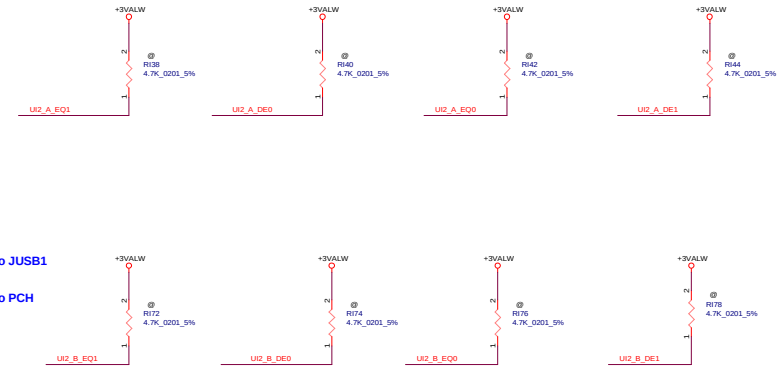 +3VALW +3VALW +3VALW +3VALW
2 @ 2 @ 2 @ 2 @
RI38 RI40 RI42 RI44
4.7K_0201_5% 4.7K_0201_5% 4.7K_0201_5% 4.7K_0201_5%
1 1 1 1
UI2_A_EQ1 UI2_A_DE0 UI2_A_EQ0 UI2_A_DE1
o JUSB1 +3VALW +3VALW +3VALW +3VALW
o PCH
2 @ 2 @ 2 @ 2 @
RI72 RI74 RI76 RI78
4.7K_0201_5% 4.7K_0201_5% 4.7K_0201_5% 4.7K_0201_5%
1 1 1 1
UI2_B_EQ1 UI2_B_DE0 UI2_B_EQ0 UI2_B_DE1